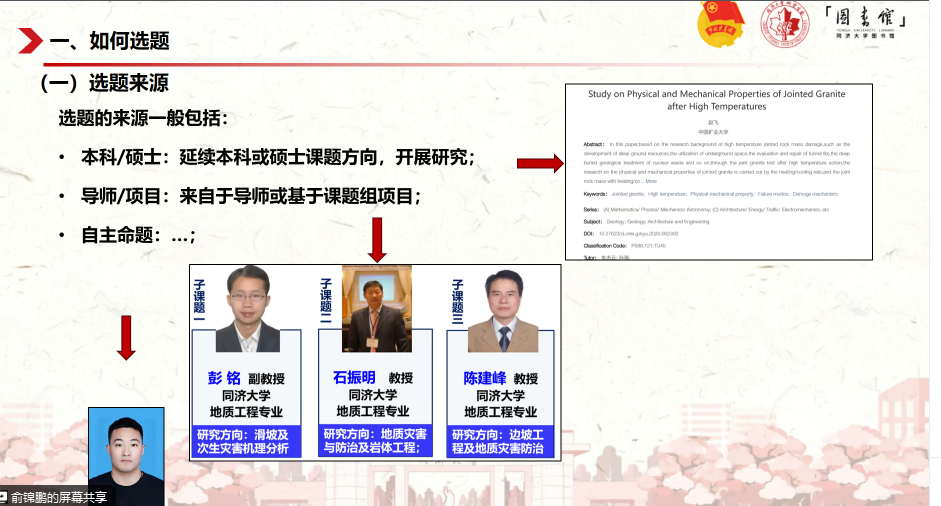 一、如何选题
「图书馆」
TONGJI UNIVERSITY LIBRARY
同济大学图书馆
（一）选题来源
选题的来源一般包括：
• 本科/硕士：延续本科或硕士课题方向，开展研究；
• 导师/项目：来自于导师或基于课题组项目；
• 自主命题：…；
Study on Physical and Mechanical Properties of Jointed Granite
after High Temperatures
赵飞
中国矿业大学
Abstract： In this paper,based on the research background of high temperature jointed rock mass damage,such as the
development of deep ground resources,the utilization of underground space,the evaluation and repair of tunnel fire,the deep
buried geological treatment of nuclear waste and so on,through the joint granite test after high temperature action,the
research on the physical and mechanical properties of jointed granite is carried out by the heating/cooling rate,and the joint
rock mass with heating/co... More
Keywords： Jointed granite; High temperature; Physical mechanical property; Failure modes; Damage mechanism;
Series： (A) Mathematics/ Physics/ Mechanics/ Astronomy; (C) Architecture/ Energy/ Traffic/ Electromechanics, etc
Subject： Geology; Geology; Architecture and Engineering
Classification Code： P588.121;TU45
Tutor：
子课题一
彭 铭 副教授
同济大学
地质工程专业
研究方向：滑坡及
次生灾害机理分析
子课题二
石振明 教授
同济大学
地质工程专业
研究方向：地质灾害
与防治及岩体工程；
子课题三
陈建峰 教授
同济大学
地质工程专业
研究方向：边坡工
程及地质灾害防治
俞锦鹏的屏幕共享